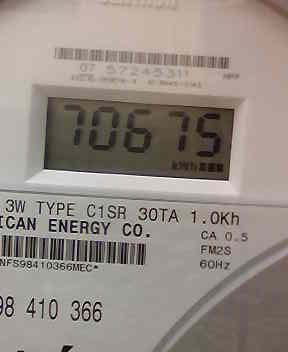 07 57245311
70675
3W TYPE C1SR 30TA 1.0Kh
ICAN ENERGY CO.
CA 0.5
FM2S
60Hz
NFS98410366MEC*
98 410 366